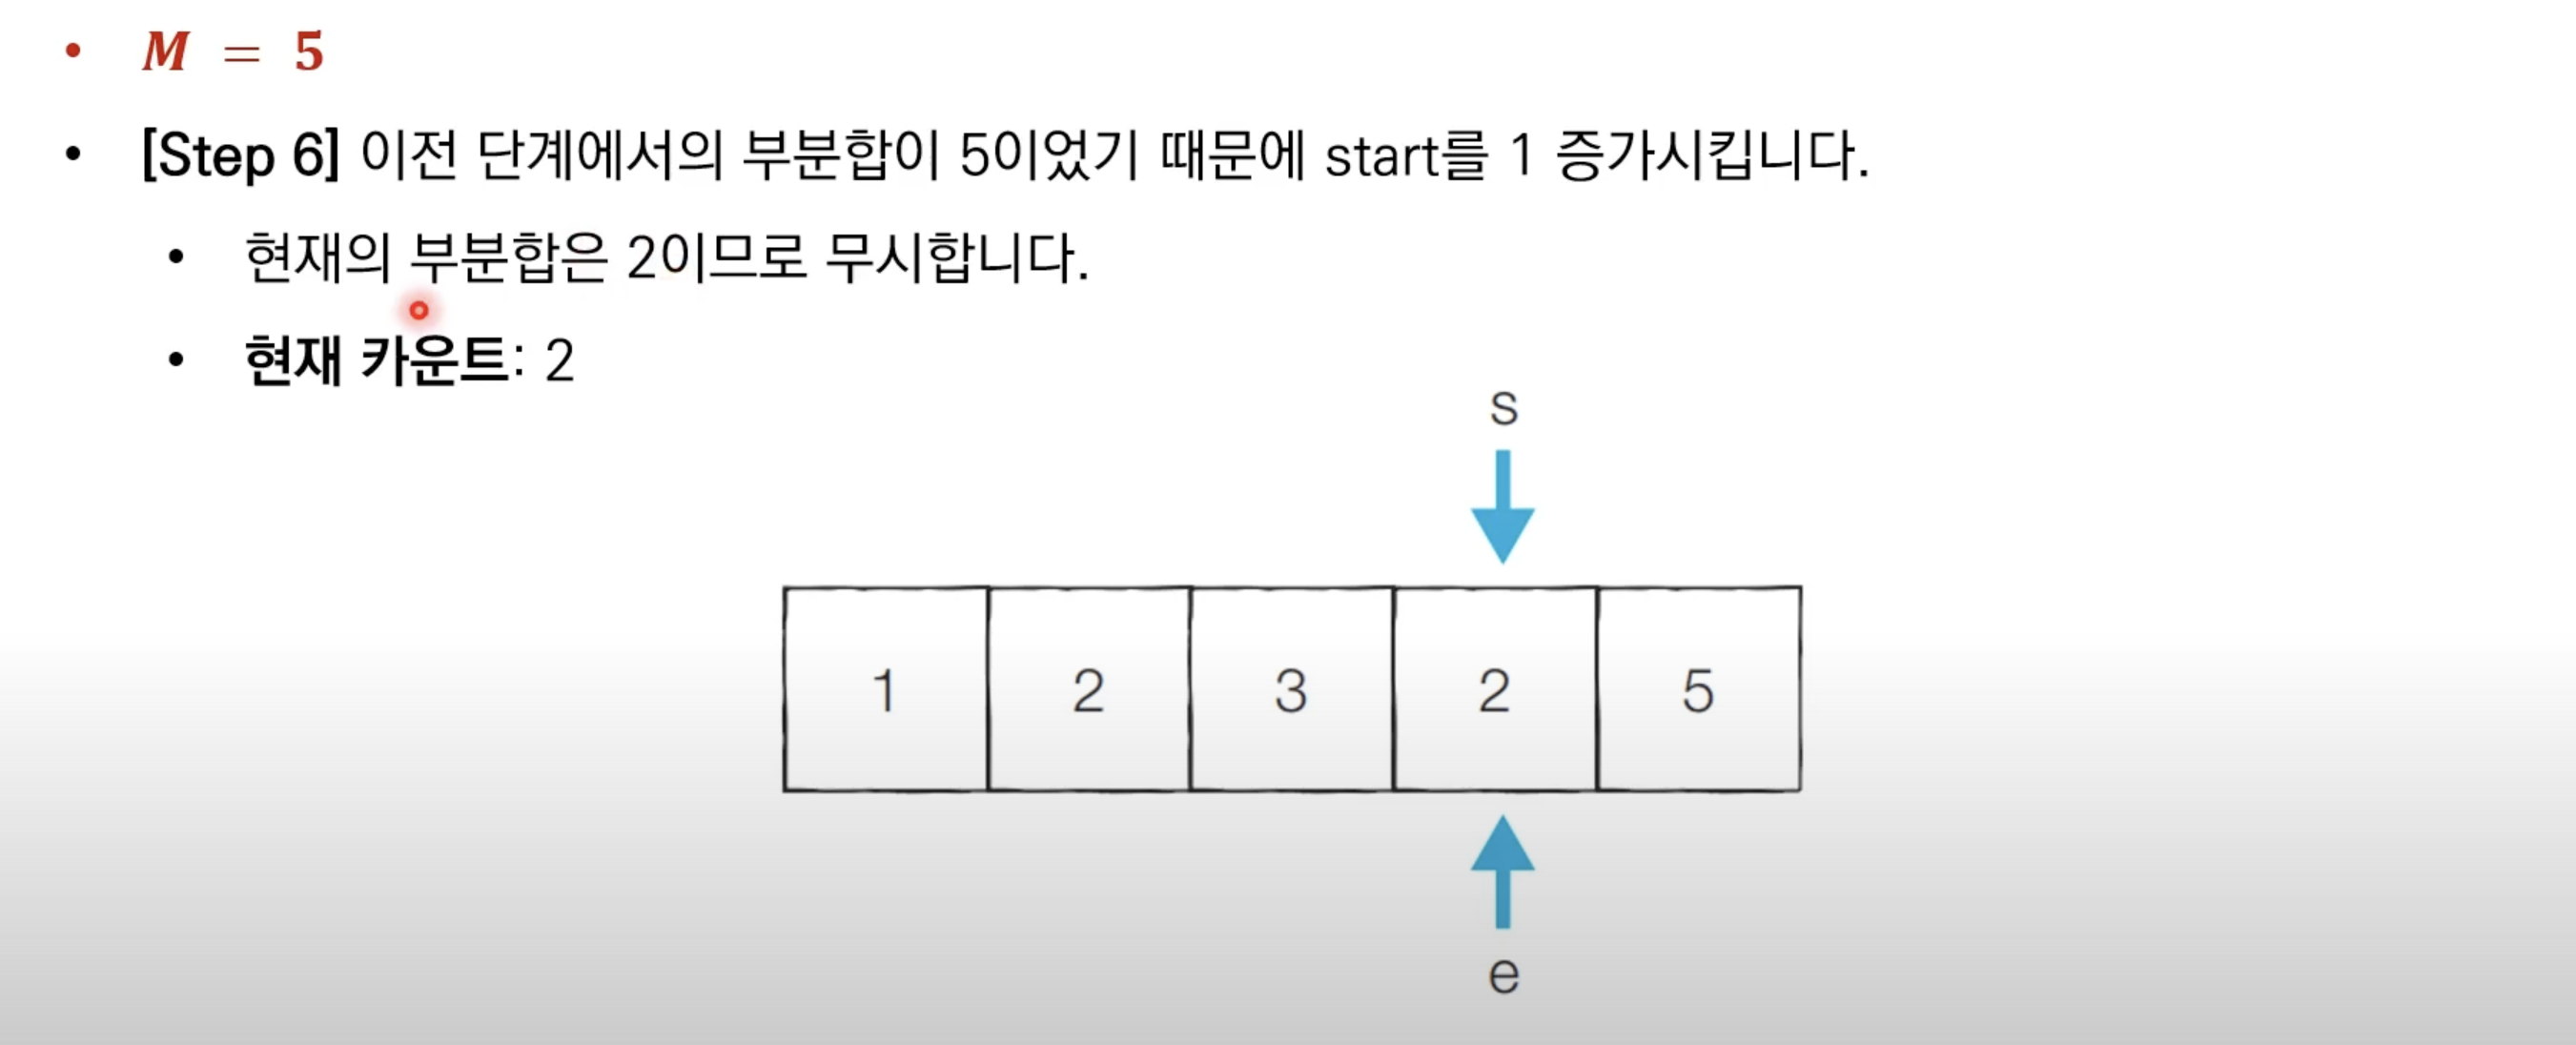 • M = 5
• [Step 6] 이전 단계에서의 부분합이 5이었기 때문에 start를 1 증가시킵니다.
• 현재의 부분합은 2이므로 무시합니다.
• 현재 카운트: 2
s
1 2 3 2 5
e